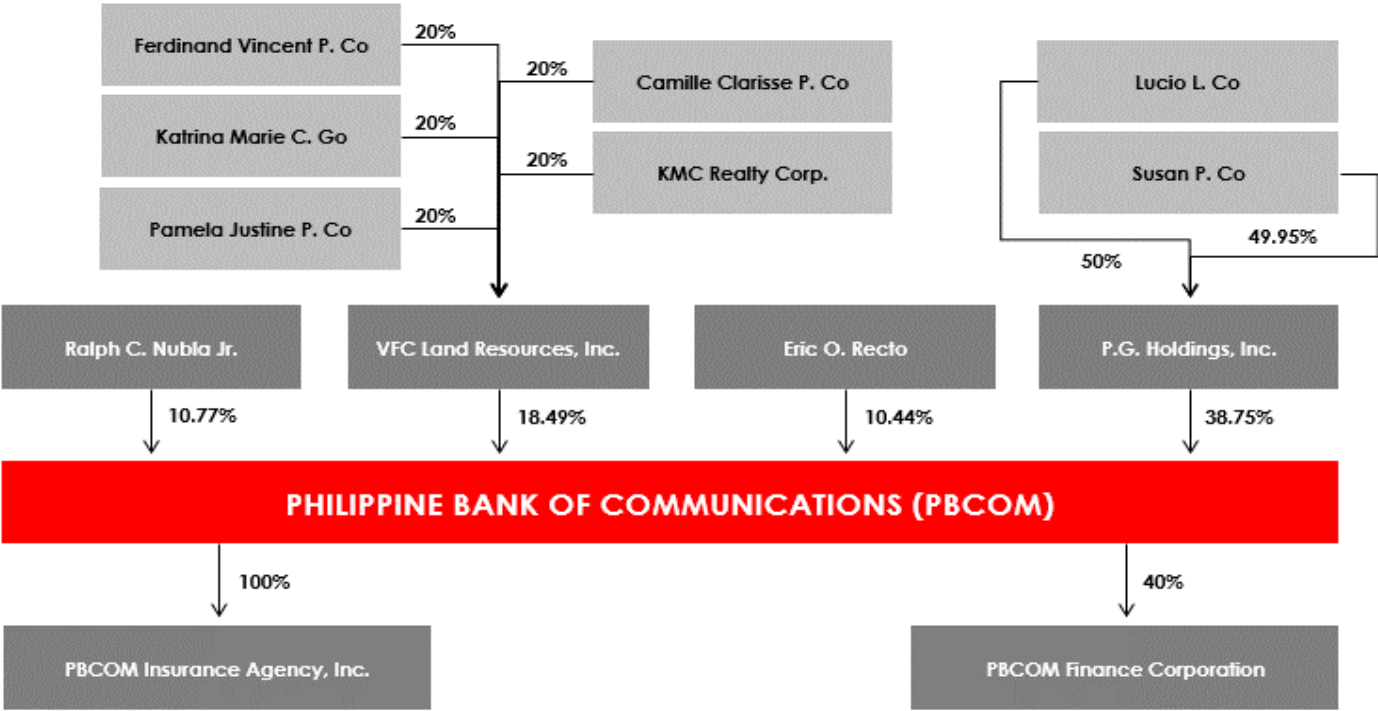 Ferdinand Vincent P. Co
20%
20%
Camille Clarisse P. Co
Lucio L. Co
Katrina Marie C. Go
20%
20%
KMC Realty Corp.
Susan P. Co
Pamela Justine P. Co
20%
49.95%
50%
Ralph C. Nubla Jr.
VFC Land Resources, Inc.
Eric O. Recto
P.G. Holdings, Inc.
10.77%
18.49%
10.44%
38.75%
PHILIPPINE BANK OF COMMUNICATIONS (PBCOM)
100%
40%
PBCOM Insurance Agency, Inc.
PBCOM Finance Corporation